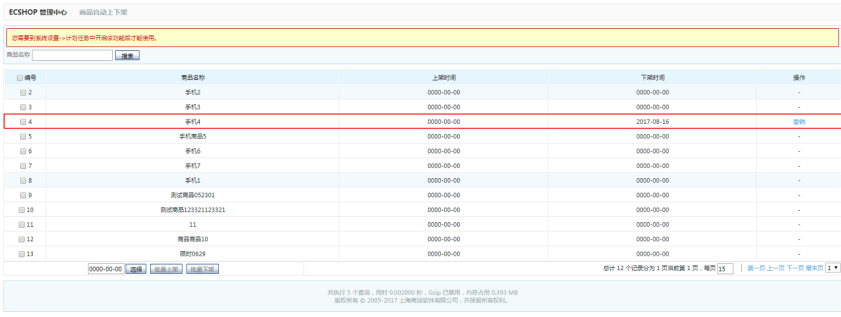 ECSHOP 管理中心 商品自动上下架
您需要到系统设置->计划任务中开启该功能后才能使用。
商品名称 搜索
编号 商品名称 上架时间 下架时间 操作
2 手机2 0000-00-00 0000-00-00 -
3 手机3 0000-00-00 0000-00-00 -
4 手机4 0000-00-00 2017-08-16 撤销
5 手机商品5 0000-00-00 0000-00-00 -
6 手机6 0000-00-00 0000-00-00 -
7 手机7 0000-00-00 0000-00-00 -
8 手机1 0000-00-00 0000-00-00 -
9 测试商品052301 0000-00-00 0000-00-00 -
10 测试商品123321123321 0000-00-00 0000-00-00 -
11 11 0000-00-00 0000-00-00 -
12 商品商品10 0000-00-00 0000-00-00 -
13 限时0629 0000-00-00 0000-00-00 -
0000-00-00 选择 批量上架 批量下架 总计 12 个记录分为 1 页当前第 1 页，每页 15 | 第一页 上一页 下一页 最末页 1
共执行 5 个查询，用时 0.002000 秒，Gzip 已禁用，内存占用 0.393 MB
版权所有 © 2005-2017 上海商派软件有限公司，并保留所有权利。